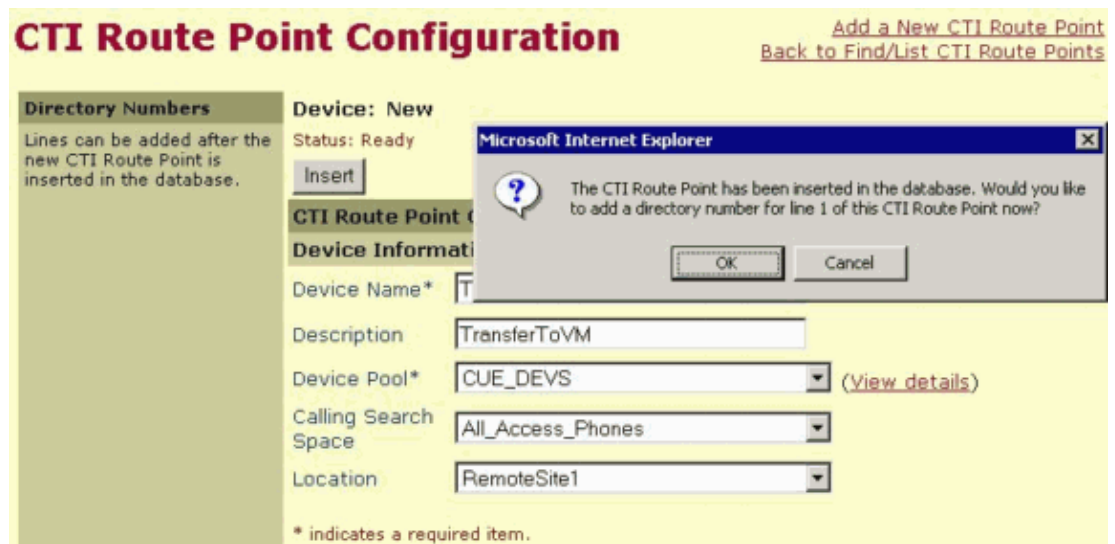 CTI Route Point Configuration
Add a New CTI Route Point
Back to Find/List CTI Route Points
Directory Numbers
Lines can be added after the
new CTI Route Point is
inserted in the database.
Device: New
Status: Ready
Insert
Microsoft Internet Explorer
The CTI Route Point has been inserted in the database. Would you like
to add a directory number for line 1 of this CTI Route Point now?
OK
Cancel
CTI Route Point
Device
Device Name*
Description
TransferToVM
Device Pool*
CUE_DEVS
(View details)
Calling Search
Space
All_Access_Phones
Location
RemoteSite1
* indicates a required item.